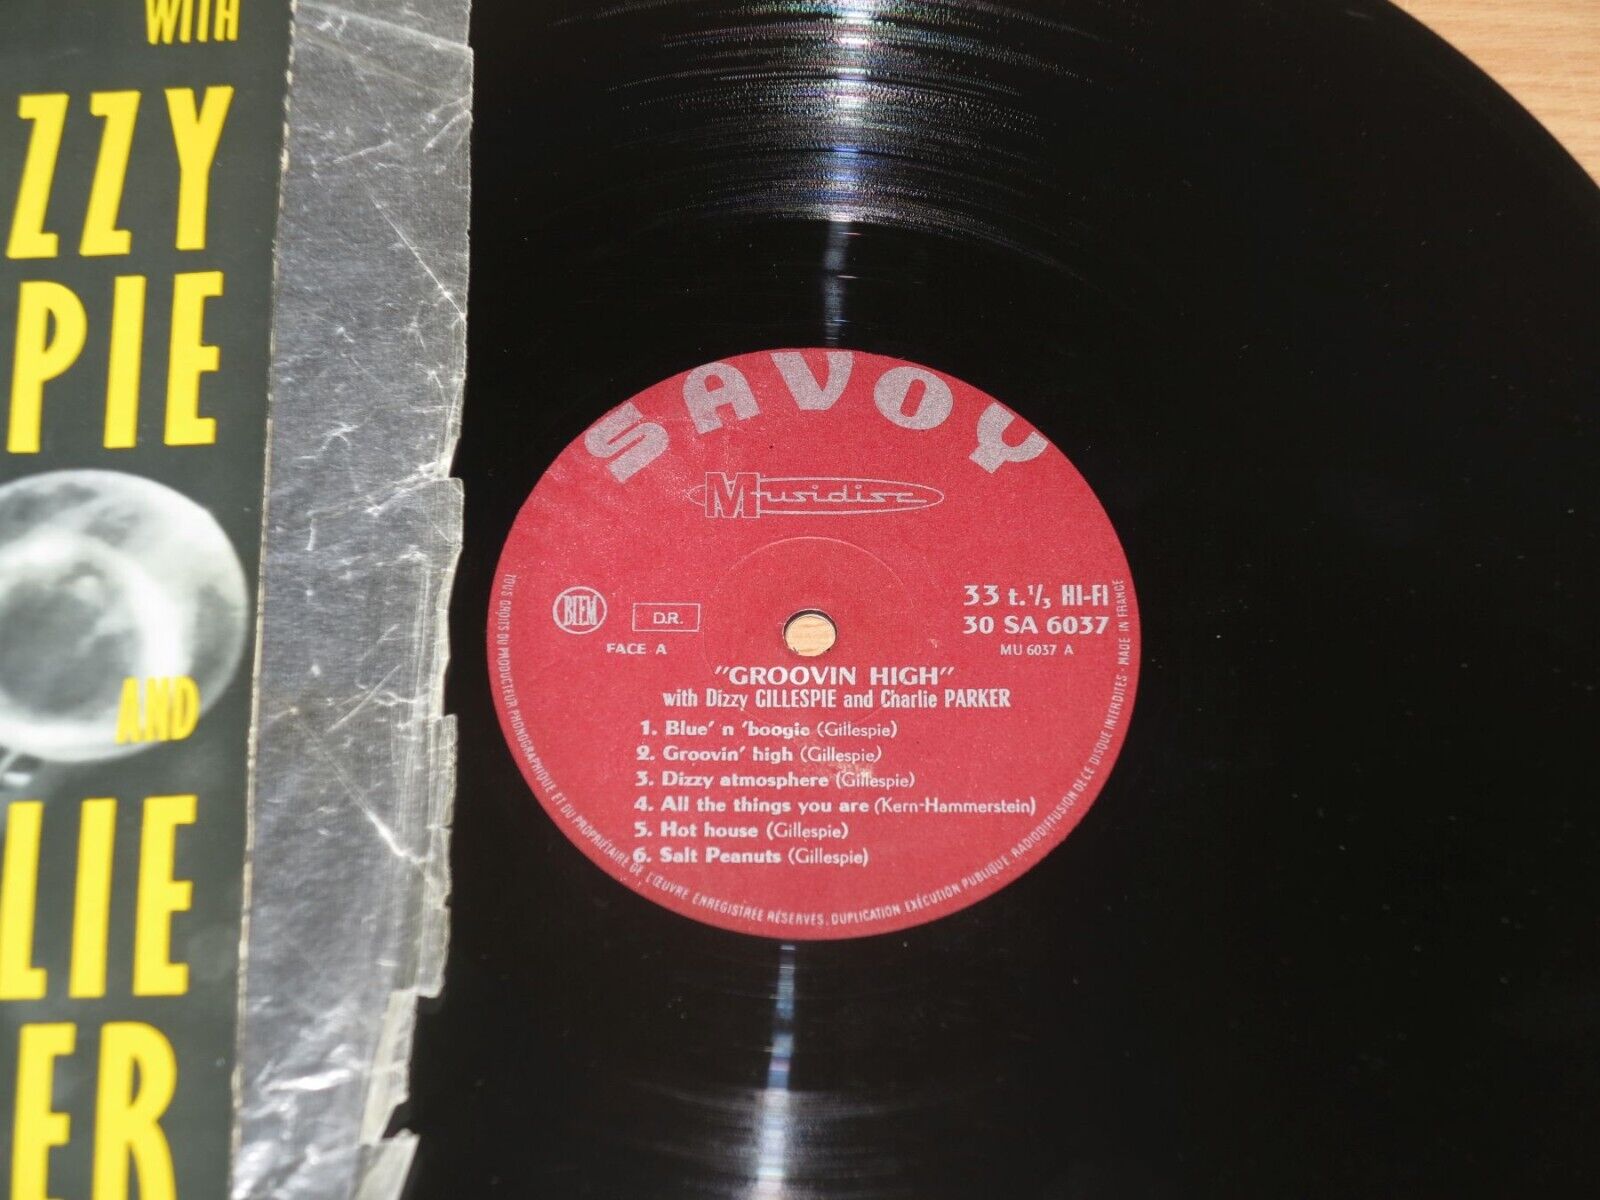 WITH
ZZY
PIE
AND
LIE
ER
SAVOY
Musidisc
BIEM
D.R.
FACE A
33 t.1/3 HI-FI
30 SA 6037
MU 6037 A
"GROOVIN HIGH"
with Dizzy GILLESPIE and Charlie PARKER
1. Blue' n 'boogie (Gillespie)
2. Groovin' high (Gillespie)
3. Dizzy atmosphere (Gillespie)
4. All the things you are (Kern-Hammerstein)
5. Hot house (Gillespie)
6. Salt Peanuts (Gillespie)
TOUS DROITS DU PRODUCTEUR PHONOGRAPHIQUE ET DU PROPRIÉTAIRE DE L'ŒUVRE ENREGISTRÉE RÉSERVÉS. DUPLICATION EXÉCUTION PUBLIQUE, RADIODIFFUSION DE CE DISQUE INTERDITES - MADE IN FRANCE